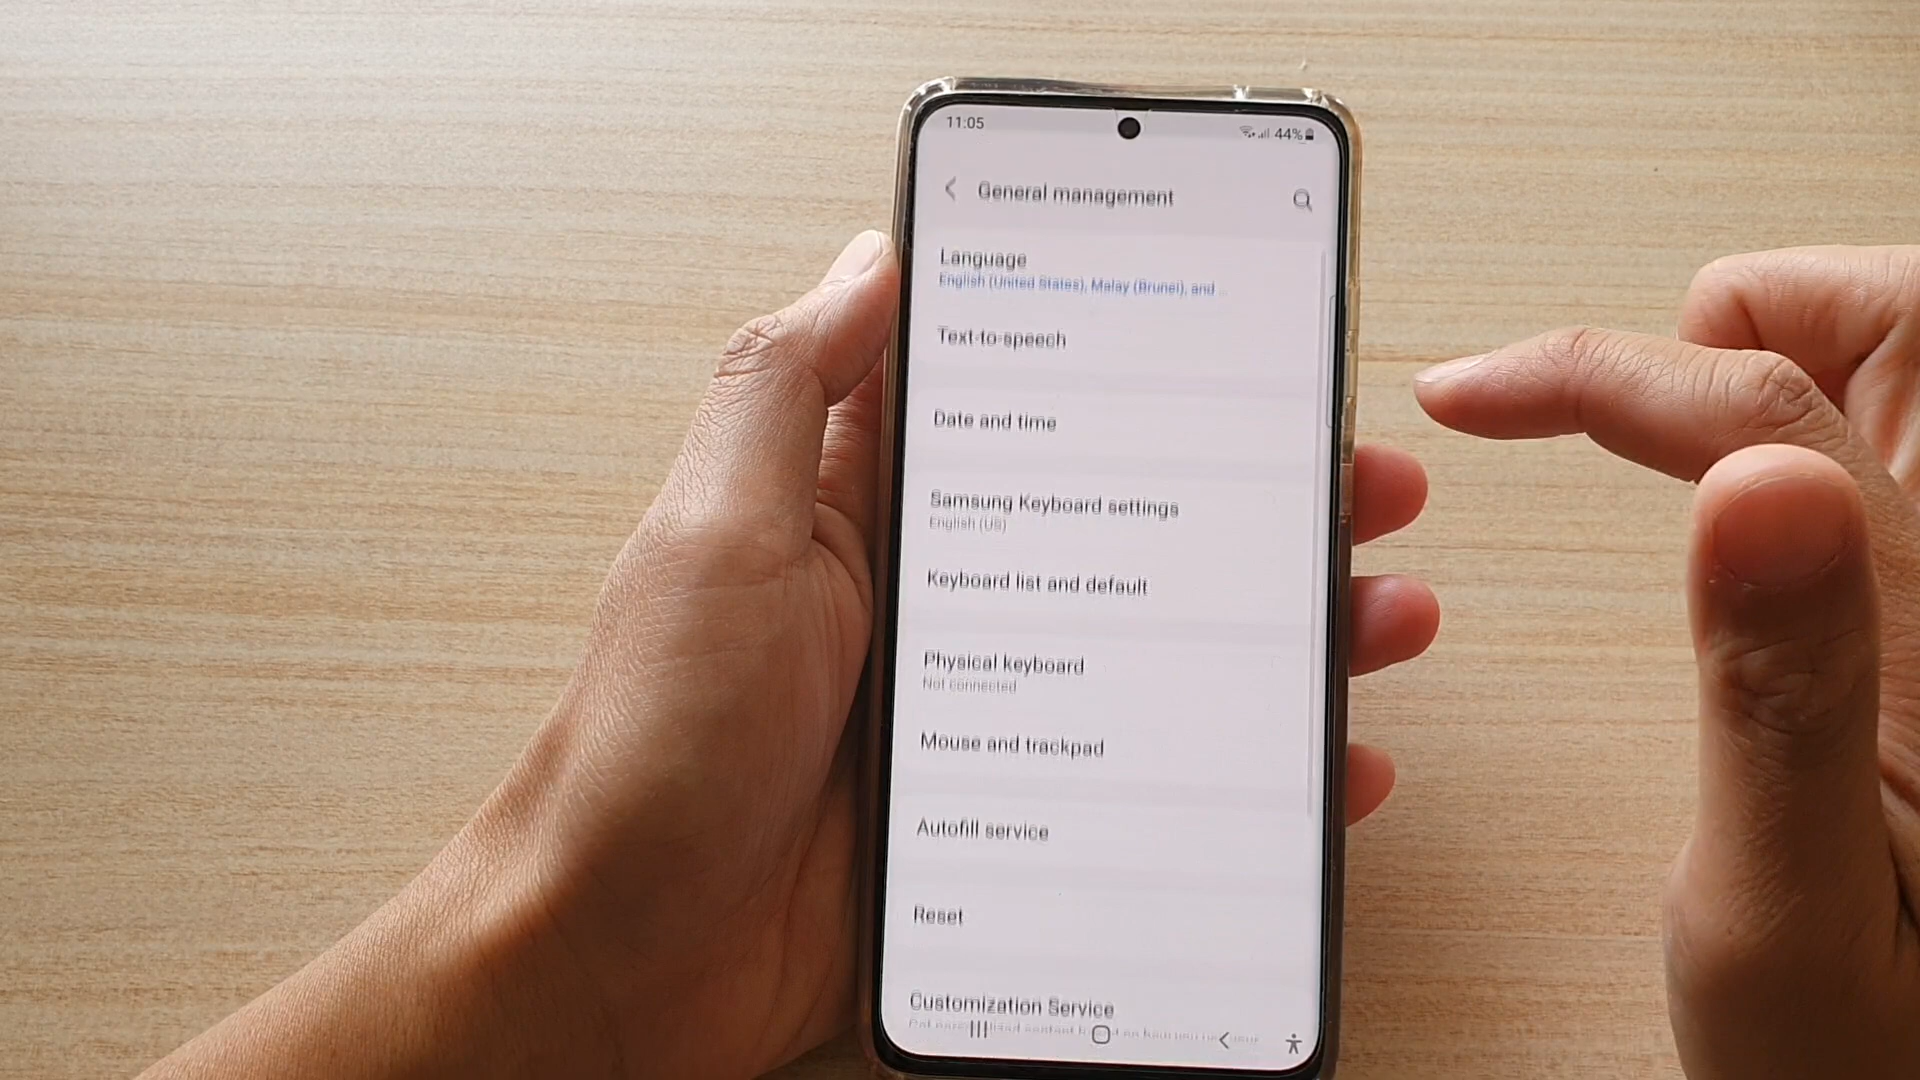 11:05
44%
General management
Language
English (United States), Malay (Brunei), and ...
Text-to-speech
Date and time
Samsung Keyboard settings
English (US)
Keyboard list and default
Physical keyboard
Not connected
Mouse and trackpad
Autofill service
Reset
Customization Service